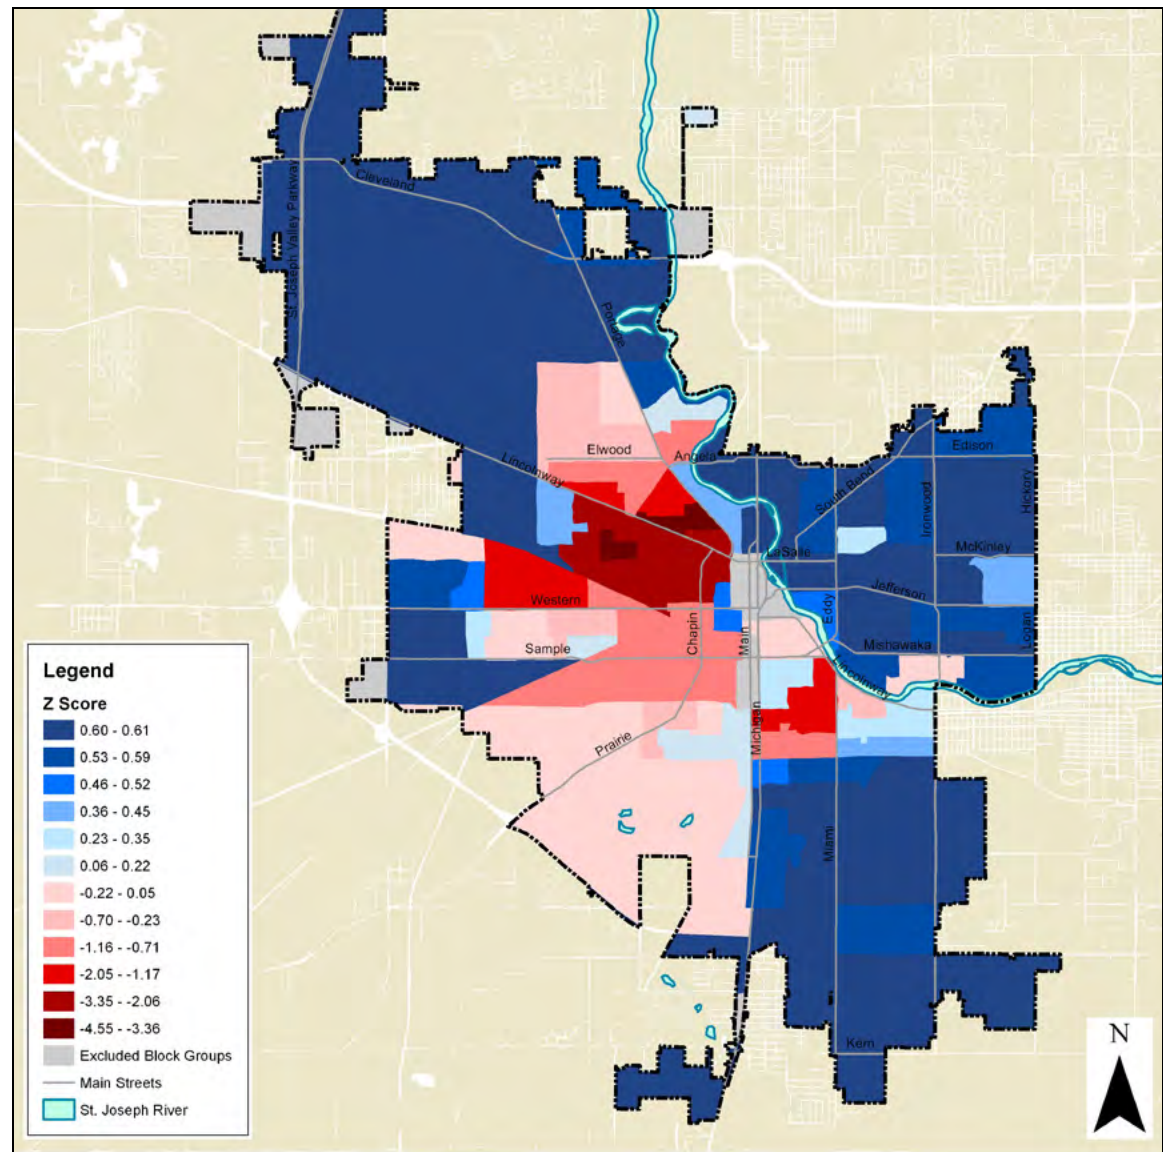 Cleveland
St. Joseph Valley Parkway
Portage
Elwood
Angela
Lincolnway
Edison
South Bend
Ironwood
Hickory
LaSalle
McKinley
Jefferson
Western
Eddy
Chapin
Main
Mishawaka
Logan
Sample
Lincolnway
Prairie
Michigan
Miami
Kern
Legend
Z Score
0.60 - 0.61
0.53 - 0.59
0.46 - 0.52
0.36 - 0.45
0.23 - 0.35
0.06 - 0.22
-0.22 - 0.05
-0.70 - -0.23
-1.16 - -0.71
-2.05 - -1.17
-3.35 - -2.06
-4.55 - -3.36
Excluded Block Groups
Main Streets
St. Joseph River
N